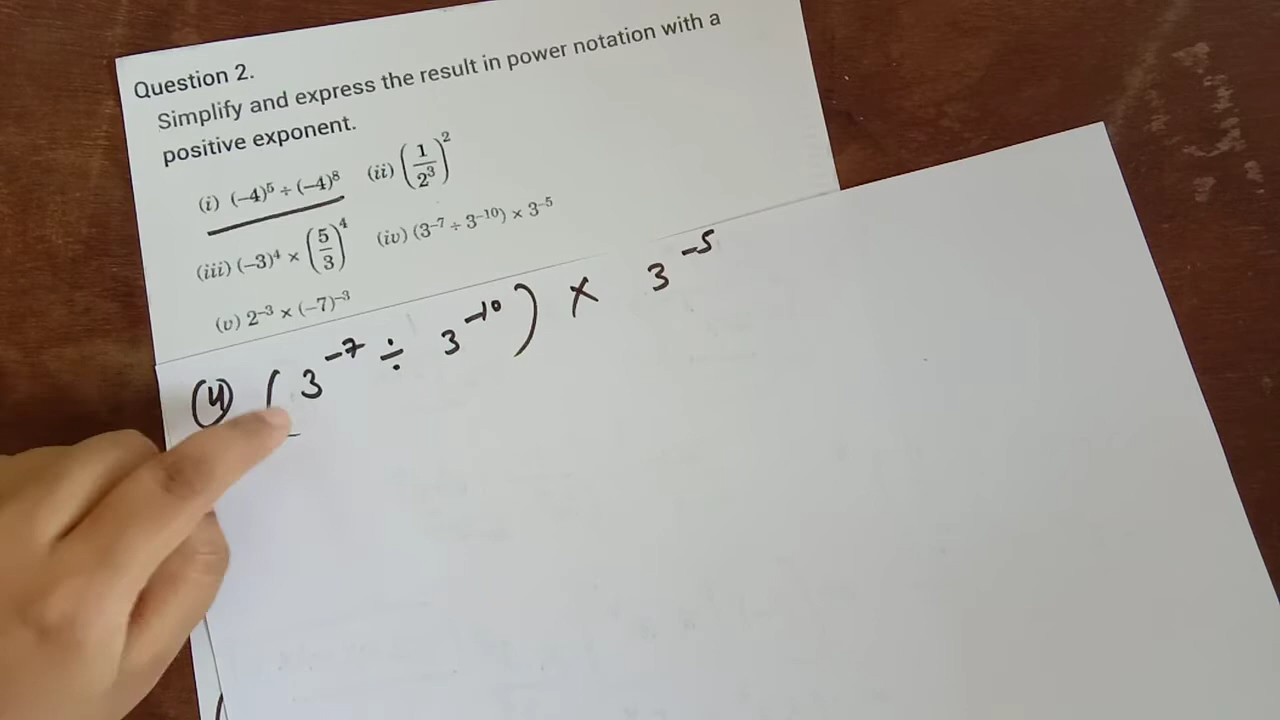 Question 2.
Simplify and express the result in power notation with a
positive exponent.
(i) (–4)⁵ ÷ (–4)⁸ (ii) (1/2³)²
(iii) (–3)⁴ × (5/3)⁴ (iv) (3⁻⁷ ÷ 3⁻¹⁰) × 3⁻⁵
(v) 2⁻³ × (–7)⁻³
(4) (3⁻⁷ ÷ 3⁻¹⁰) × 3⁻⁵